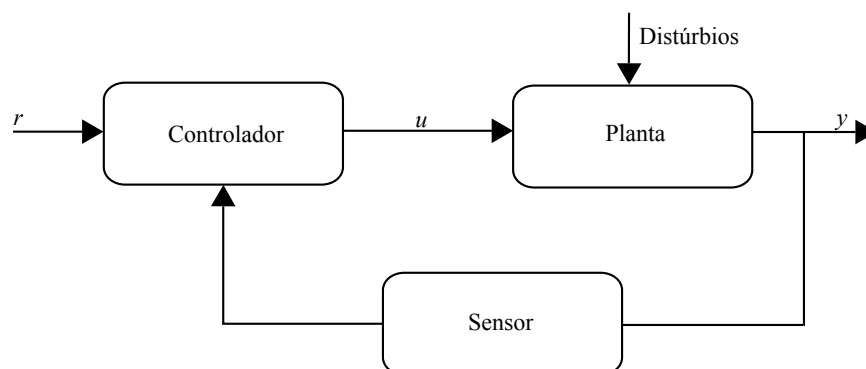 Distúrbios
r
Controlador
u
Planta
y
Sensor